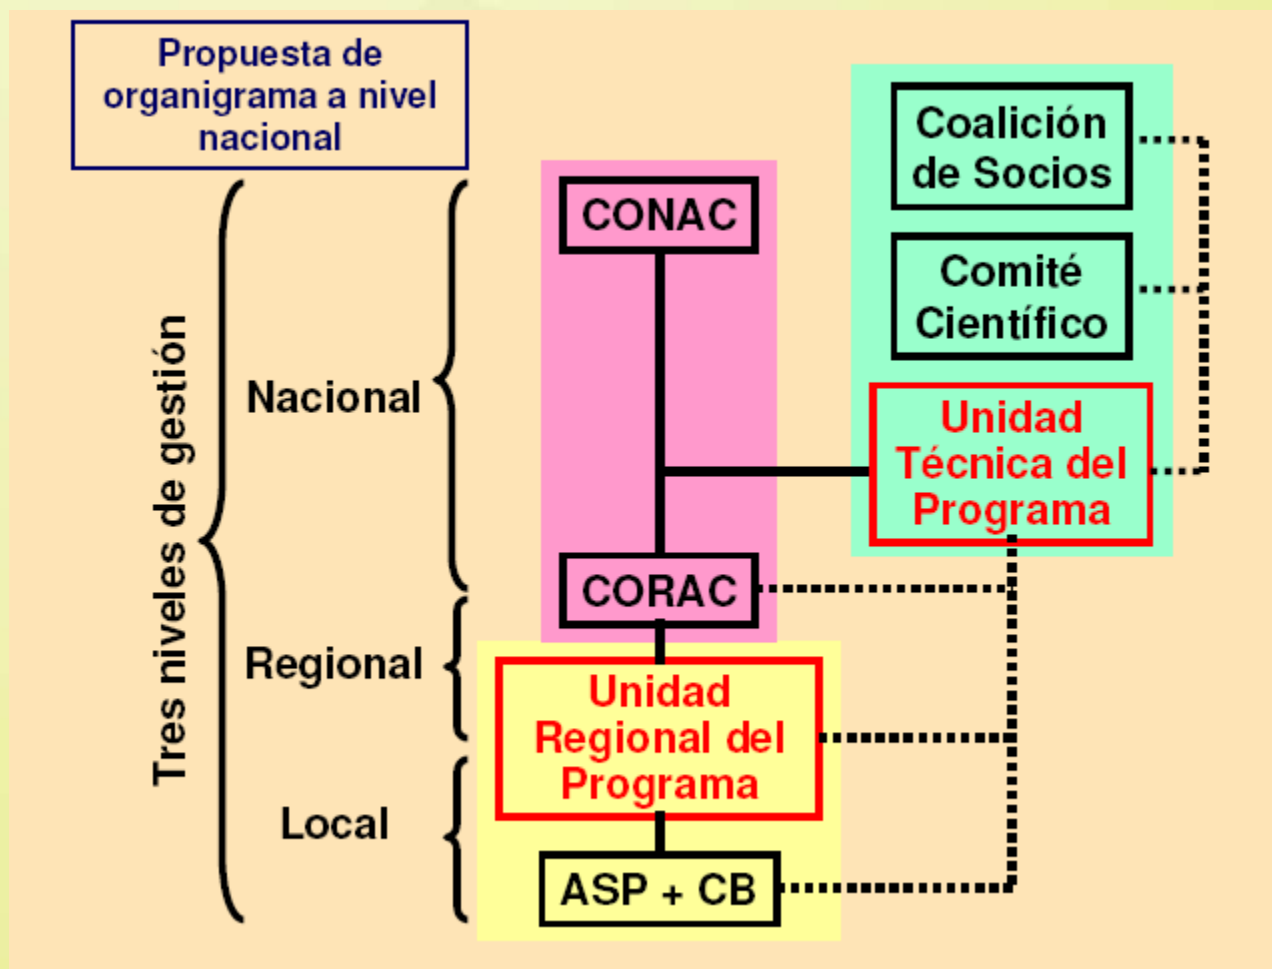 Propuesta de
organigrama a nivel
nacional
Tres niveles de gestión
Nacional
Regional
Local
CONAC
CORAC
Unidad
Regional del
Programa
ASP + CB
Coalición
de Socios
Comité
Científico
Unidad
Técnica del
Programa